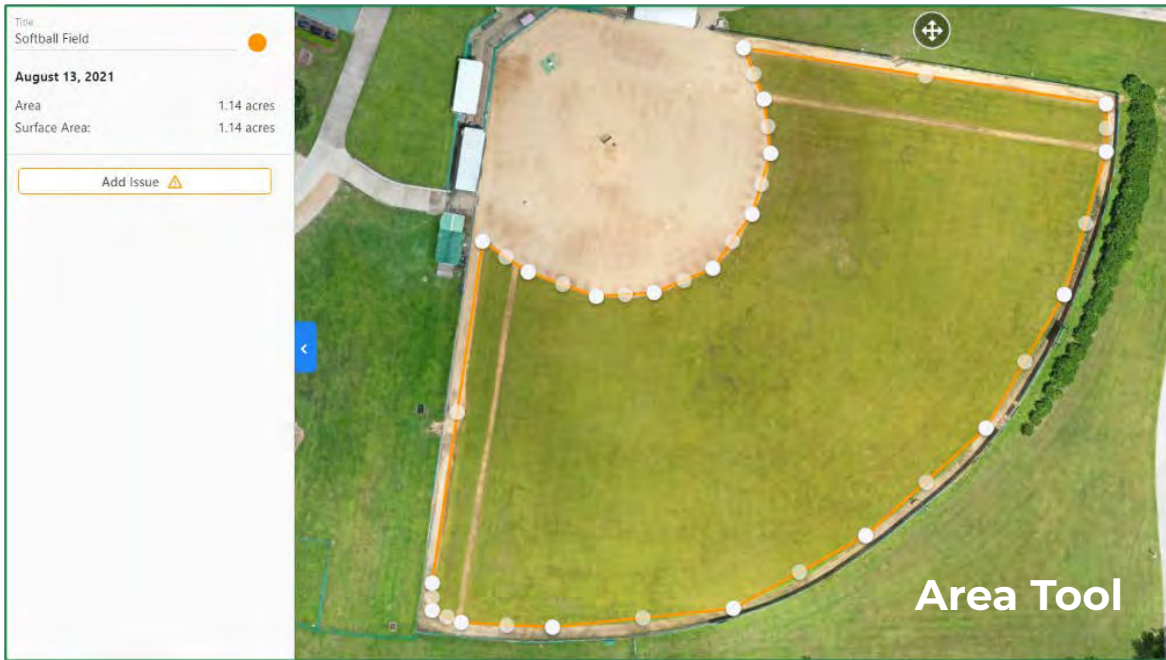 Title
Softball Field
August 13, 2021
Area 1.14 acres
Surface Area: 1.14 acres
Add Issue
Area Tool